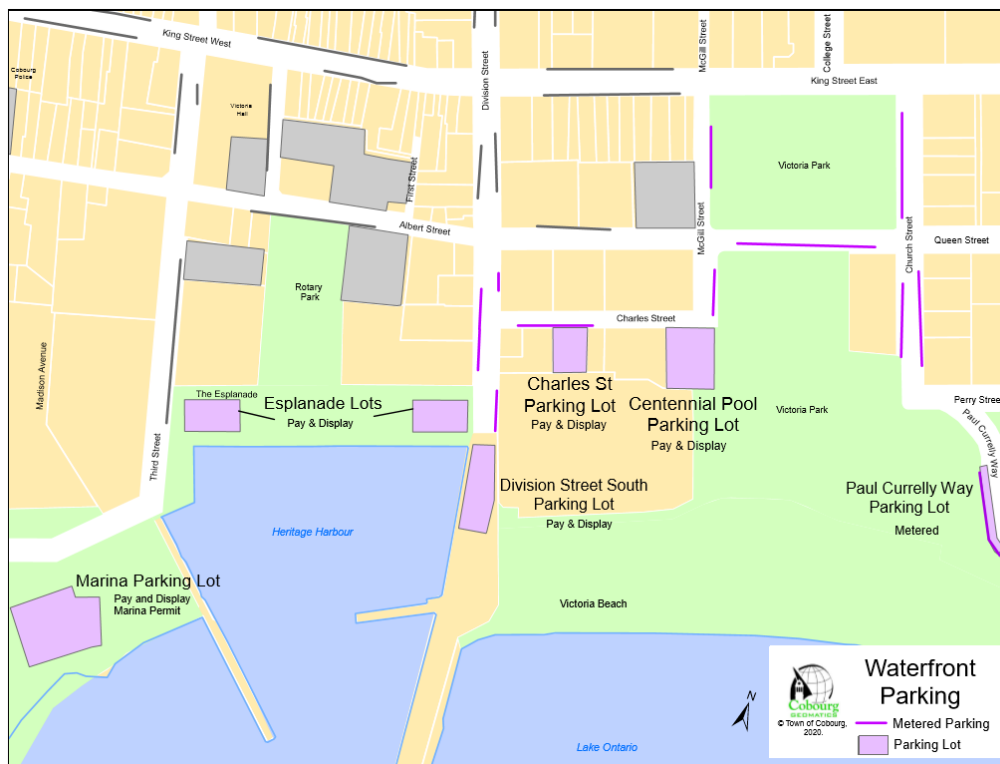 King Street West
Cobourg
Police
Victoria
Hall
Division Street
McGill Street
College Street
King Street East
Victoria Park
First Street
Albert Street
McGill Street
Church Street
Queen Street
Rotary
Park
Charles Street
Madison Avenue
Third Street
The Esplanade
Esplanade Lots
Pay & Display
Charles St
Parking Lot
Pay & Display
Centennial Pool
Parking Lot
Pay & Display
Victoria Park
Perry Stree
Paul Currelly Way
Division Street South
Parking Lot
Pay & Display
Paul Currelly Way
Parking Lot
Metered
Heritage Harbour
Marina Parking Lot
Pay and Display
Marina Permit
Victoria Beach
Lake Ontario
N
Cobourg
GEOMATICS
© Town of Cobourg,
2020.
Waterfront
Parking
Metered Parking
Parking Lot